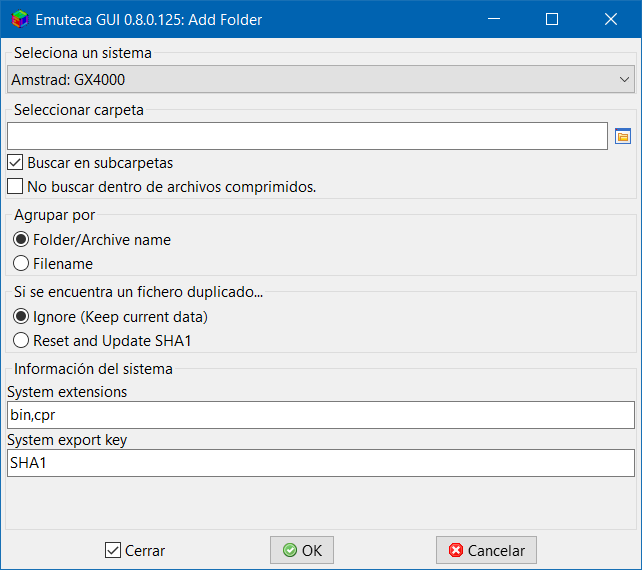 Emuteca GUI 0.8.0.125: Add Folder
Selecciona un sistema
Amstrad: GX4000
Seleccionar carpeta
Buscar en subcarpetas
No buscar dentro de archivos comprimidos.
Agrupar por
Folder/Archive name
Filename
Si se encuentra un fichero duplicado...
Ignore (Keep current data)
Reset and Update SHA1
Información del sistema
System extensions
bin,cpr
System export key
SHA1
Cerrar OK Cancelar